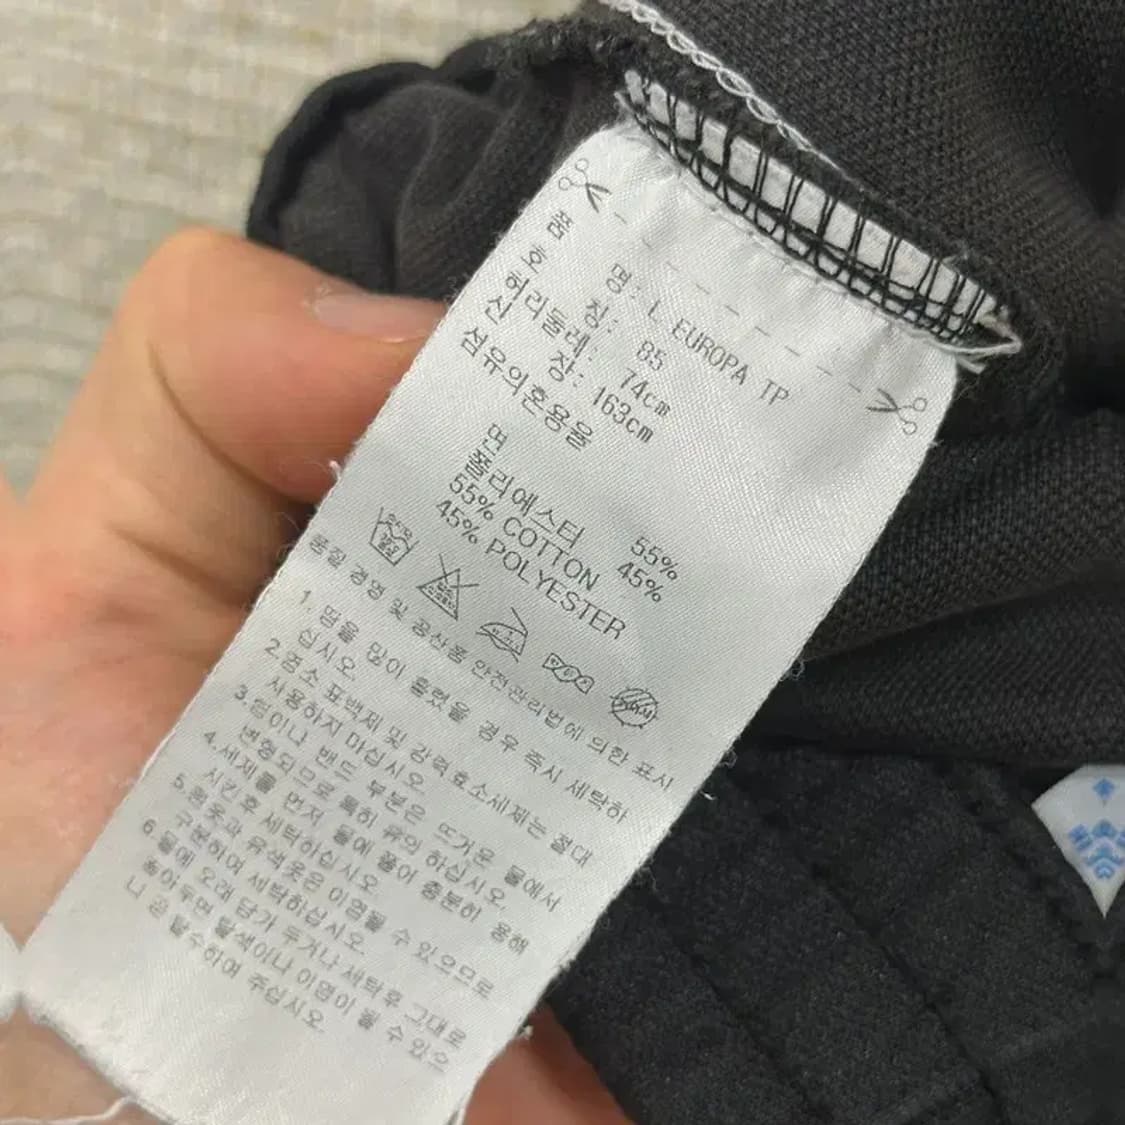 품 명: L.EUROPA TP
호 칭: 85
허리둘레: 74cm
신 장: 163cm
섬유의혼용율
면 55%
폴리에스터 45%
55% COTTON
45% POLYESTER
품질 경영 및 공산품 안전관리법에 의한 표시
1. 땀을 많이 흘렸을 경우 즉시 세탁하
십시오.
2.염소 표백제 및 강력효소세제는 절대
사용하지 마십시오
3.섬이나 밴드 부분은 뜨거운 물에서
변형되므로 특히 유의 하십시오.
4.세제를 먼저 물에 풀어 충분히 용해
시킨 후 세탁하십시오.
5.흰옷과 유색옷은 이염될 수 있으므로
구분하여 세탁하십시오.
6.물에 오래 담가 두거나 세탁후 그대로
놓아두면 탈색이나 이염이 될 수 있으
니 곧 탈수하여 주십시오.